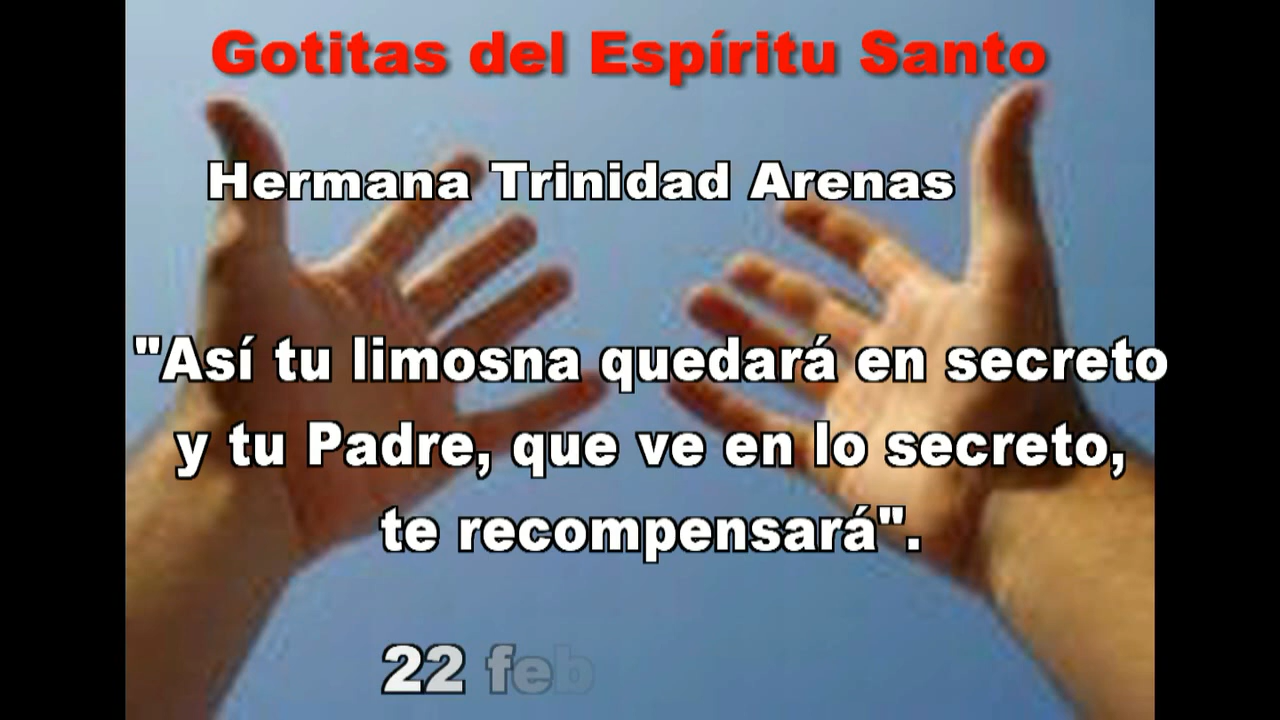 Gotitas del Espíritu Santo
Hermana Trinidad Arenas
"Así tu limosna quedará en secreto
y tu Padre, que ve en lo secreto,
te recompensará".
22 feb